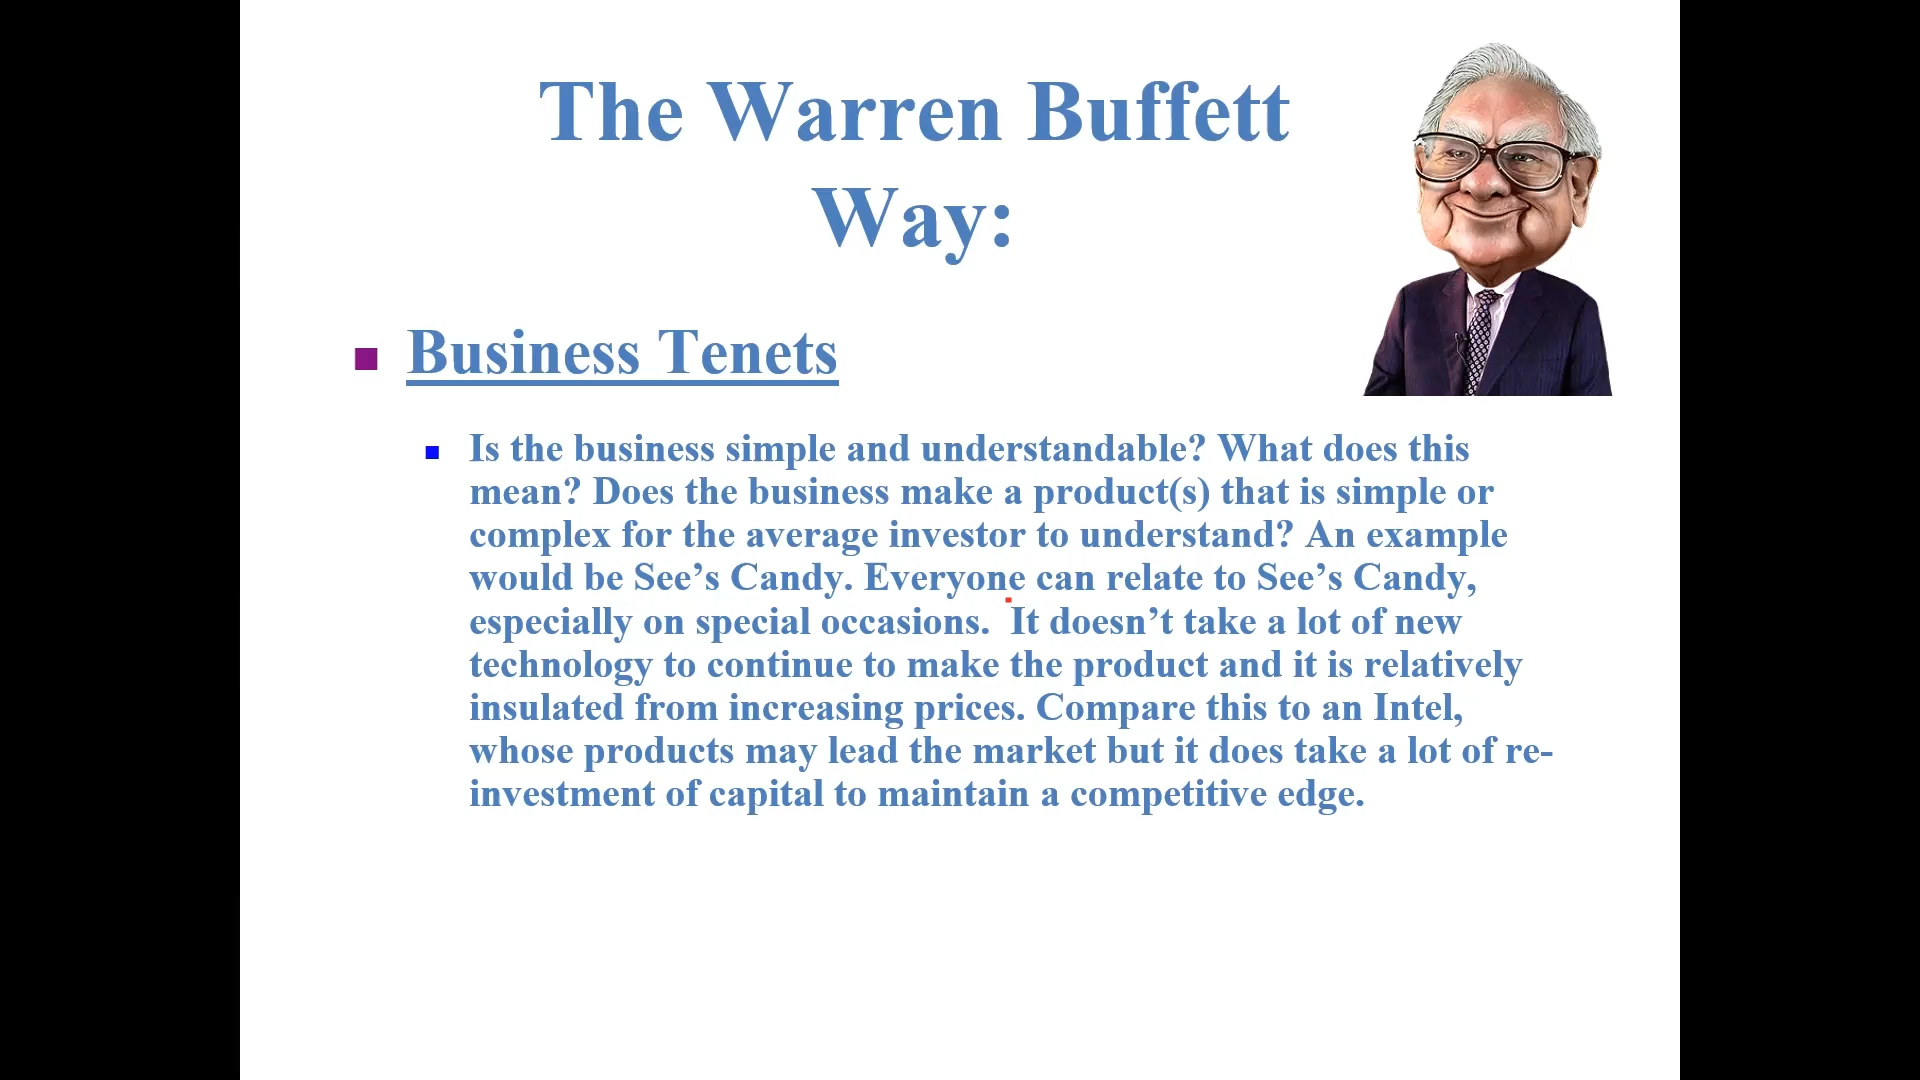 The Warren Buffett
Way:
Business Tenets
Is the business simple and understandable? What does this
mean? Does the business make a product(s) that is simple or
complex for the average investor to understand? An example
would be See’s Candy. Everyone can relate to See’s Candy,
especially on special occasions.  It doesn’t take a lot of new
technology to continue to make the product and it is relatively
insulated from increasing prices. Compare this to an Intel,
whose products may lead the market but it does take a lot of re-
investment of capital to maintain a competitive edge.